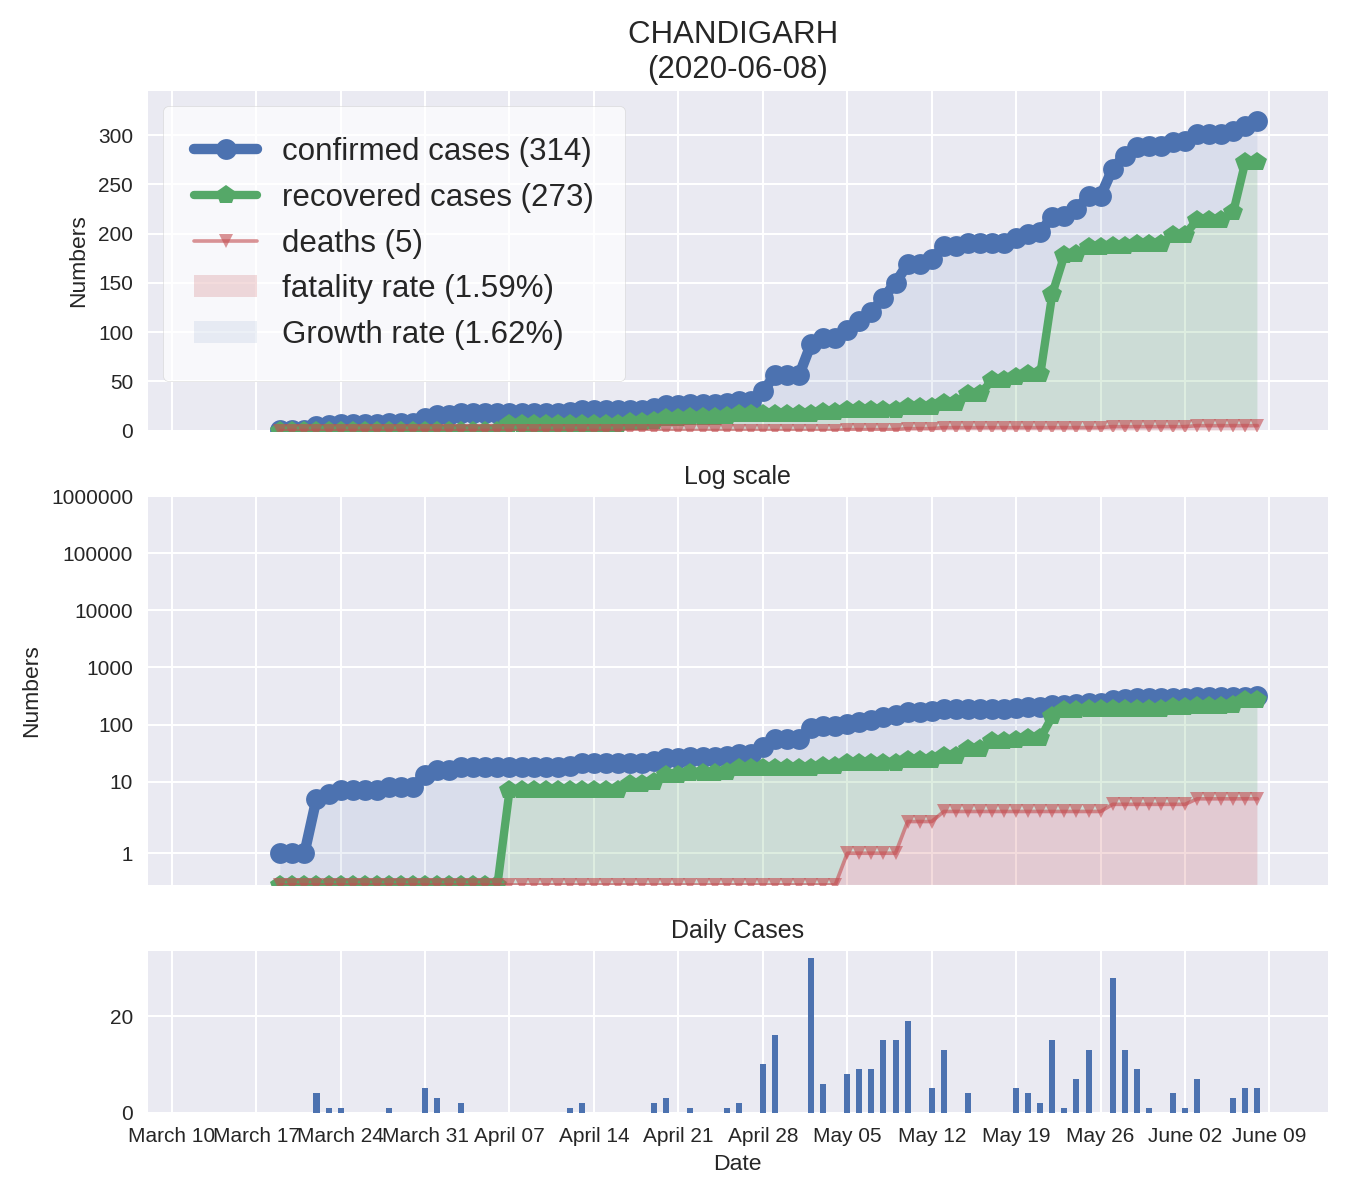 CHANDIGARH
(2020-06-08)
confirmed cases (314)
recovered cases (273)
deaths (5)
fatality rate (1.59%)
Growth rate (1.62%)
Numbers
300
250
200
150
100
50
0
Log scale
Numbers
1000000
100000
10000
1000
100
10
1
Daily Cases
20
0
March 10 March 17 March 24 March 31 April 07 April 14 April 21 April 28 May 05 May 12 May 19 May 26 June 02 June 09
Date